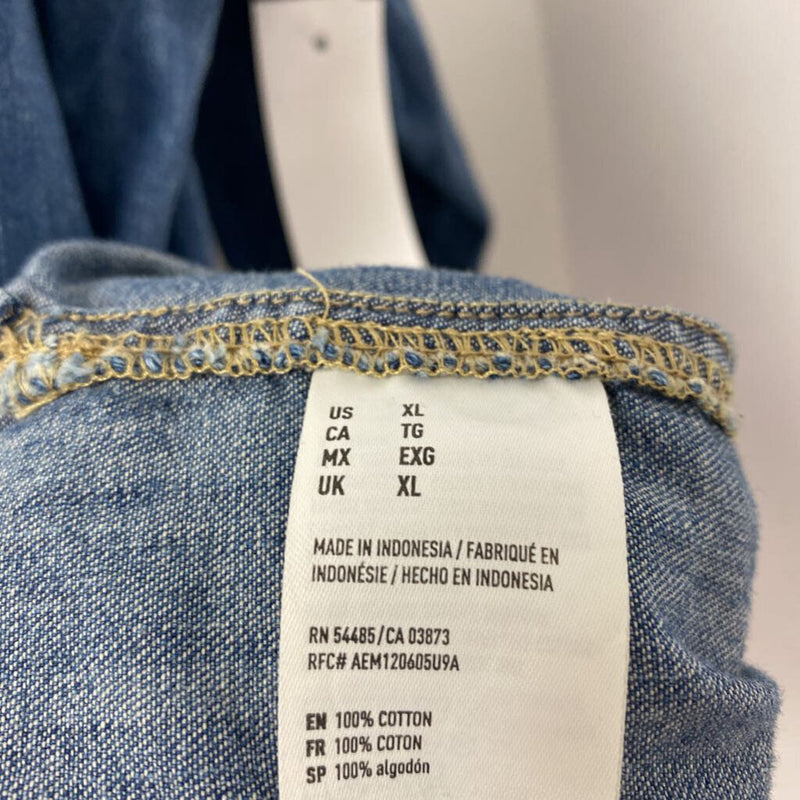 US XL
CA TG
MX EXG
UK XL
MADE IN INDONESIA / FABRIQUÉ EN
INDONÉSIE / HECHO EN INDONESIA
RN 54485/CA 03873
RFC# AEM120605U9A
EN 100% COTTON
FR 100% COTON
SP 100% algodón